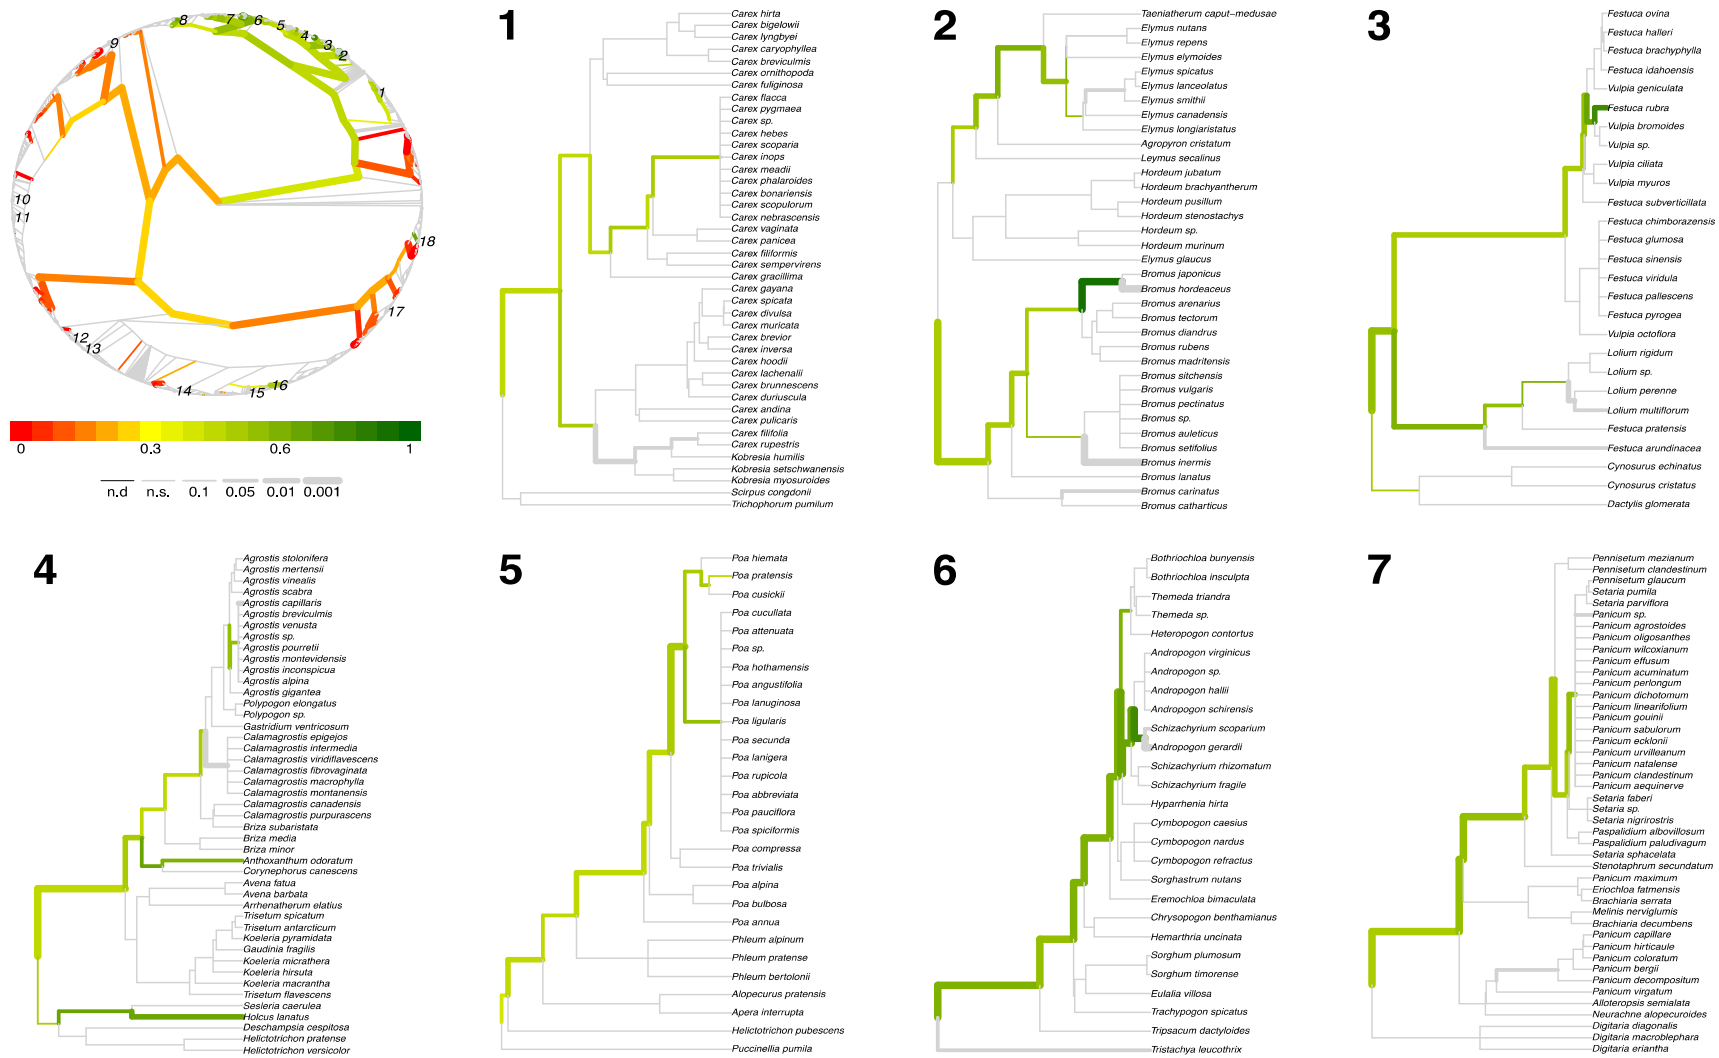 8
7
6
5
4
3
2
1
9
10
11
18
17
12
13
14
15
16
0
0.3
0.6
1
n.d
n.s.
0.1
0.05
0.01
0.001
1
Carex hirta
Carex bigelowii
Carex lyngbyei
Carex caryophyllea
Carex breviculmis
Carex ornithopoda
Carex fuliginosa
Carex flacca
Carex pygmaea
Carex sp.
Carex hebes
Carex scoparia
Carex inops
Carex meadii
Carex phalaroides
Carex bonariensis
Carex scopulorum
Carex nebrascensis
Carex vaginata
Carex panicea
Carex filiformis
Carex sempervirens
Carex gracillima
Carex gayana
Carex spicata
Carex divulsa
Carex muricata
Carex brevior
Carex inversa
Carex hoodii
Carex lachenalii
Carex brunnescens
Carex duriuscula
Carex andina
Carex pulicaris
Carex filifolia
Carex rupestris
Kobresia humilis
Kobresia setschwanensis
Kobresia myosuroides
Scirpus congdonii
Trichophorum pumilum
2
Taeniatherum caput−medusae
Elymus nutans
Elymus repens
Elymus elymoides
Elymus spicatus
Elymus lanceolatus
Elymus smithii
Elymus canadensis
Elymus longiaristatus
Agropyron cristatum
Leymus secalinus
Hordeum jubatum
Hordeum brachyantherum
Hordeum pusillum
Hordeum stenostachys
Hordeum sp.
Hordeum murinum
Elymus glaucus
Bromus japonicus
Bromus hordeaceus
Bromus arenarius
Bromus tectorum
Bromus diandrus
Bromus rubens
Bromus madritensis
Bromus sitchensis
Bromus vulgaris
Bromus pectinatus
Bromus sp.
Bromus auleticus
Bromus setifolius
Bromus inermis
Bromus lanatus
Bromus carinatus
Bromus catharticus
3
Festuca ovina
Festuca halleri
Festuca brachyphylla
Festuca idahoensis
Vulpia geniculata
Festuca rubra
Vulpia bromoides
Vulpia sp.
Vulpia ciliata
Vulpia myuros
Festuca subverticillata
Festuca chimborazensis
Festuca glumosa
Festuca sinensis
Festuca viridula
Festuca pallescens
Festuca pyrogea
Vulpia octoflora
Lolium rigidum
Lolium sp.
Lolium perenne
Lolium multiflorum
Festuca pratensis
Festuca arundinacea
Cynosurus echinatus
Cynosurus cristatus
Dactylis glomerata
4
Agrostis stolonifera
Agrostis mertensii
Agrostis vinealis
Agrostis scabra
Agrostis capillaris
Agrostis breviculmis
Agrostis venusta
Agrostis sp.
Agrostis pourretii
Agrostis montevidensis
Agrostis inconspicua
Agrostis alpina
Agrostis gigantea
Polypogon elongatus
Polypogon sp.
Gastridium ventricosum
Calamagrostis epigejos
Calamagrostis intermedia
Calamagrostis viridiflavescens
Calamagrostis fibrovaginata
Calamagrostis macrophylla
Calamagrostis montanensis
Calamagrostis canadensis
Calamagrostis purpurascens
Briza subaristata
Briza media
Briza minor
Anthoxanthum odoratum
Corynephorus canescens
Avena fatua
Avena barbata
Arrhenatherum elatius
Trisetum spicatum
Trisetum antarcticum
Koeleria pyramidata
Gaudinia fragilis
Koeleria micrathera
Koeleria hirsuta
Koeleria macrantha
Trisetum flavescens
Sesleria caerulea
Holcus lanatus
Deschampsia cespitosa
Helictotrichon pratense
Helictotrichon versicolor
5
Poa hiemata
Poa pratensis
Poa cusickii
Poa cucullata
Poa attenuata
Poa sp.
Poa hothamensis
Poa angustifolia
Poa lanuginosa
Poa ligularis
Poa secunda
Poa lanigera
Poa rupicola
Poa abbreviata
Poa pauciflora
Poa spiciformis
Poa compressa
Poa trivialis
Poa alpina
Poa bulbosa
Poa annua
Phleum alpinum
Phleum pratense
Phleum bertolonii
Alopecurus pratensis
Apera interrupta
Helictotrichon pubescens
Puccinellia pumila
6
Bothriochloa bunyensis
Bothriochloa insculpta
Themeda triandra
Themeda sp.
Heteropogon contortus
Andropogon virginicus
Andropogon sp.
Andropogon hallii
Andropogon schirensis
Schizachyrium scoparium
Andropogon gerardii
Schizachyrium rhizomatum
Schizachyrium fragile
Hyparrhenia hirta
Cymbopogon caesius
Cymbopogon nardus
Cymbopogon refractus
Sorghastrum nutans
Eremochloa bimaculata
Chrysopogon benthamianus
Hemarthria uncinata
Sorghum plumosum
Sorghum timorense
Eulalia villosa
Trachypogon spicatus
Tripsacum dactyloides
Tristachya leucothrix
7
Pennisetum mezianum
Pennisetum clandestinum
Pennisetum glaucum
Setaria pumila
Setaria parviflora
Panicum sp.
Panicum agrostoides
Panicum oligosanthes
Panicum wilcoxianum
Panicum effusum
Panicum acuminatum
Panicum perlongum
Panicum dichotomum
Panicum linearifolium
Panicum gouinii
Panicum sabulorum
Panicum ecklonii
Panicum urvilleanum
Panicum natalense
Panicum clandestinum
Panicum aequinerve
Setaria faberi
Setaria sp.
Setaria nigrirostris
Paspalidium albovillosum
Paspalidium paludivagum
Setaria sphacelata
Stenotaphrum secundatum
Panicum maximum
Eriochloa fatmensis
Brachiaria serrata
Melinis nerviglumis
Brachiaria decumbens
Panicum capillare
Panicum hirticaule
Panicum coloratum
Panicum bergii
Panicum decompositum
Panicum virgatum
Alloteropsis semialata
Neurachne alopecuroides
Digitaria diagonalis
Digitaria macroblephara
Digitaria eriantha